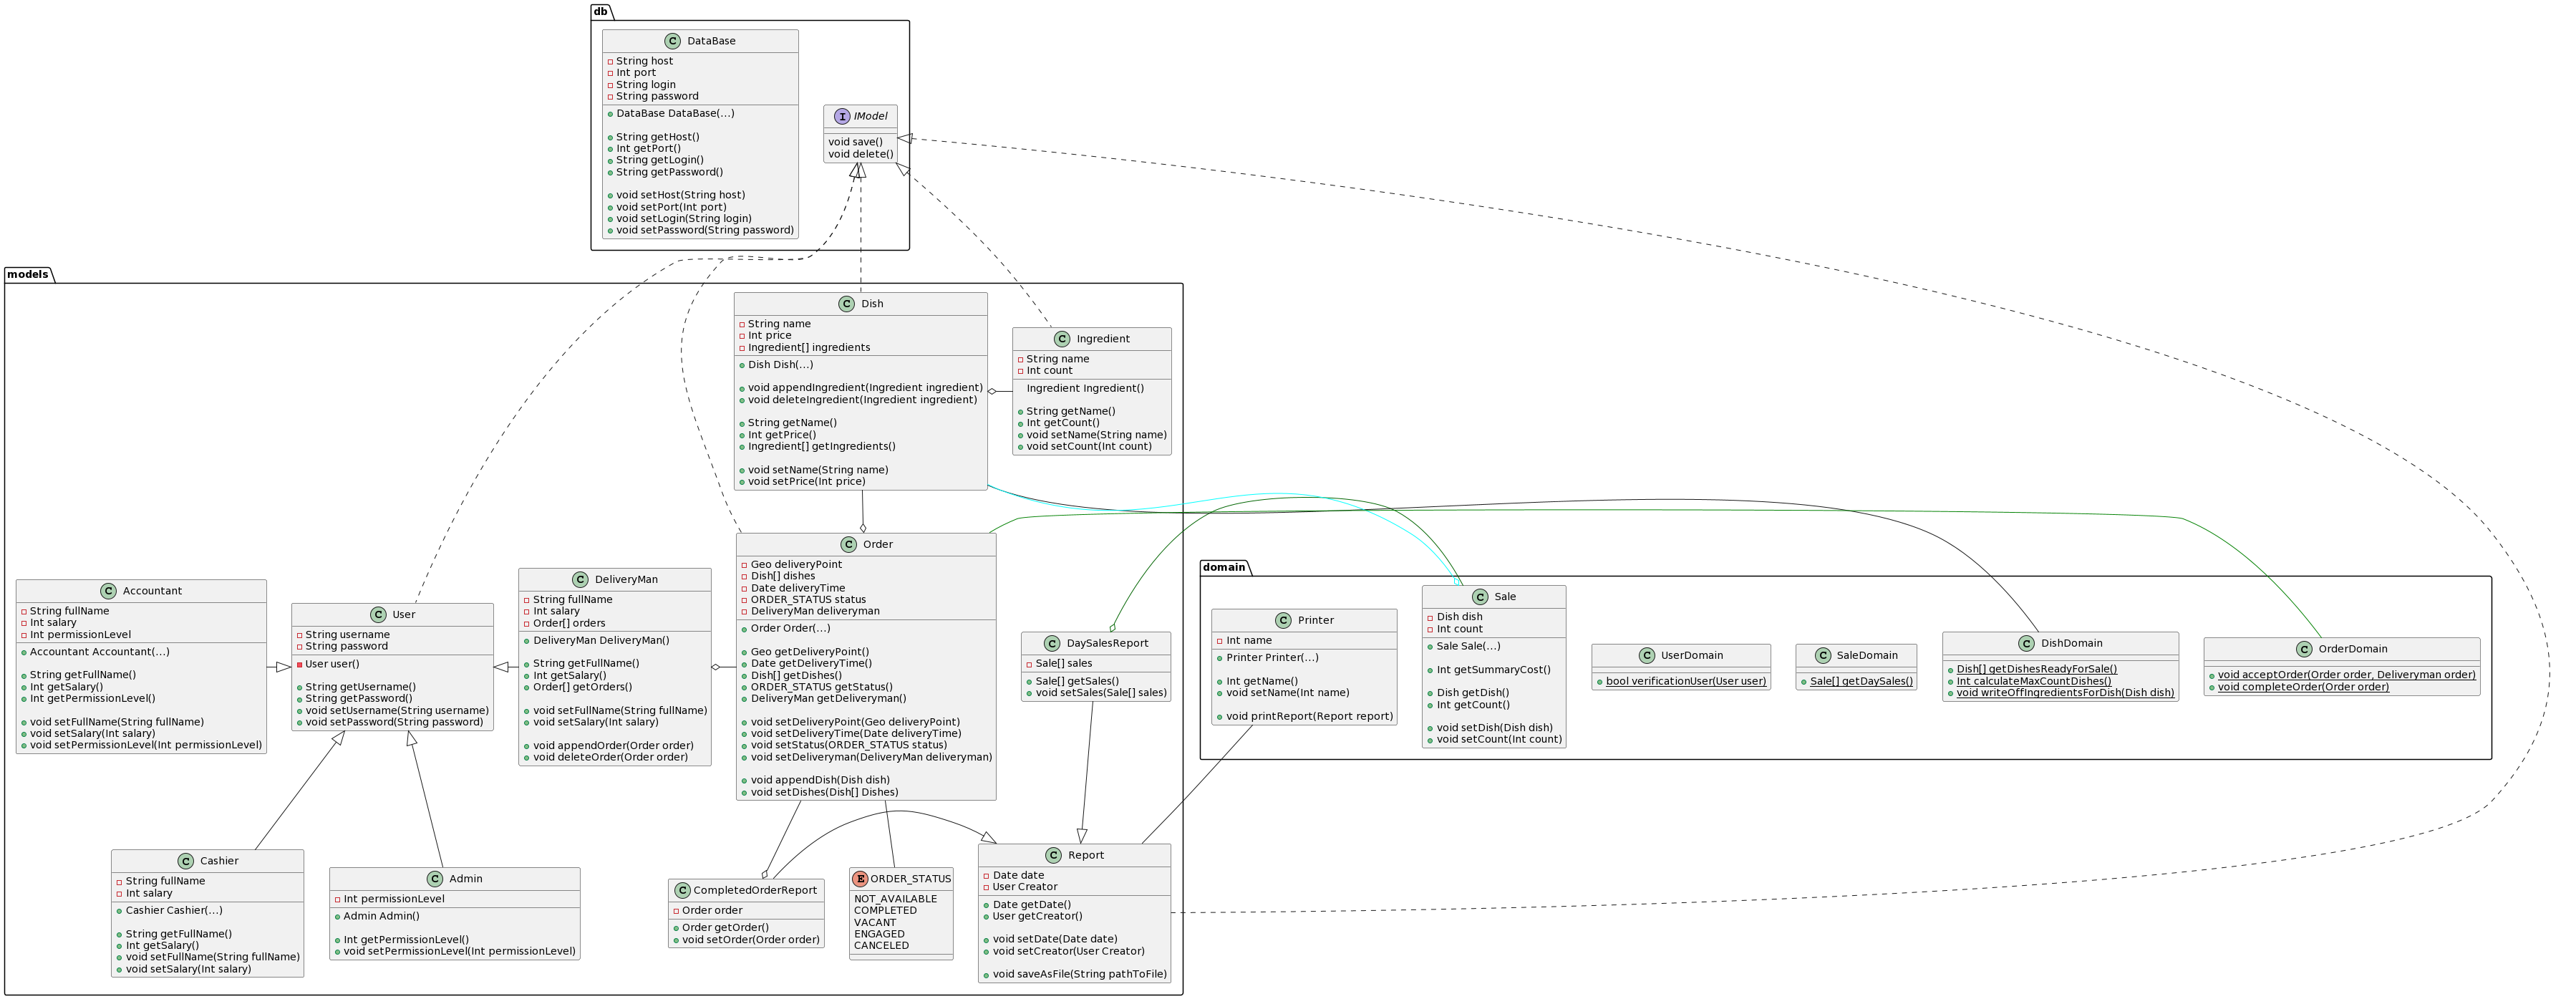 db
DataBase
String host
Int port
String login
String password
DataBase DataBase(...)
String getHost()
Int getPort()
String getLogin()
String getPassword()
void setHost(String host)
void setPort(Int port)
void setLogin(String login)
void setPassword(String password)
IModel
void save()
void delete()
models
Dish
String name
Int price
Ingredient[] ingredients
Dish Dish(...)
void appendIngredient(Ingredient ingredient)
void deleteIngredient(Ingredient ingredient)
String getName()
Int getPrice()
Ingredient[] getIngredients()
void setName(String name)
void setPrice(Int price)
Ingredient
String name
Int count
Ingredient Ingredient()
String getName()
Int getCount()
void setName(String name)
void setCount(Int count)
Accountant
String fullName
Int salary
Int permissionLevel
Accountant Accountant(...)
String getFullName()
Int getSalary()
Int getPermissionLevel()
void setFullName(String fullName)
void setSalary(Int salary)
void setPermissionLevel(Int permissionLevel)
User
String username
String password
User user()
String getUsername()
String getPassword()
void setUsername(String username)
void setPassword(String password)
DeliveryMan
String fullName
Int salary
Order[] orders
DeliveryMan DeliveryMan()
String getFullName()
Int getSalary()
Order[] getOrders()
void setFullName(String fullName)
void setSalary(Int salary)
void appendOrder(Order order)
void deleteOrder(Order order)
Order
Geo deliveryPoint
Dish[] dishes
Date deliveryTime
ORDER_STATUS status
DeliveryMan deliveryman
Order Order(...)
Geo getDeliveryPoint()
Date getDeliveryTime()
Dish[] getDishes()
ORDER_STATUS getStatus()
DeliveryMan getDeliveryman()
void setDeliveryPoint(Geo deliveryPoint)
void setDeliveryTime(Date deliveryTime)
void setStatus(ORDER_STATUS status)
void setDeliveryman(DeliveryMan deliveryman)
void appendDish(Dish dish)
void setDishes(Dish[] Dishes)
DaySalesReport
Sale[] sales
Sale[] getSales()
void setSales(Sale[] sales)
Cashier
String fullName
Int salary
Cashier Cashier(...)
String getFullName()
Int getSalary()
void setFullName(String fullName)
void setSalary(Int salary)
Admin
Int permissionLevel
Admin Admin()
Int getPermissionLevel()
void setPermissionLevel(Int permissionLevel)
CompletedOrderReport
Order order
Order getOrder()
void setOrder(Order order)
ORDER_STATUS
NOT_AVAILABLE
COMPLETED
VACANT
ENGAGED
CANCELED
Report
Date date
User Creator
Date getDate()
User getCreator()
void setDate(Date date)
void setCreator(User Creator)
void saveAsFile(String pathToFile)
domain
Printer
Int name
Printer Printer(...)
Int getName()
void setName(Int name)
void printReport(Report report)
Sale
Dish dish
Int count
Sale Sale(...)
Int getSummaryCost()
Dish getDish()
Int getCount()
void setDish(Dish dish)
void setCount(Int count)
UserDomain
bool verificationUser(User user)
SaleDomain
Sale[] getDaySales()
DishDomain
Dish[] getDishesReadyForSale()
Int calculateMaxCountDishes()
void writeOffIngredientsForDish(Dish dish)
OrderDomain
void acceptOrder(Order order, Deliveryman order)
void completeOrder(Order order)